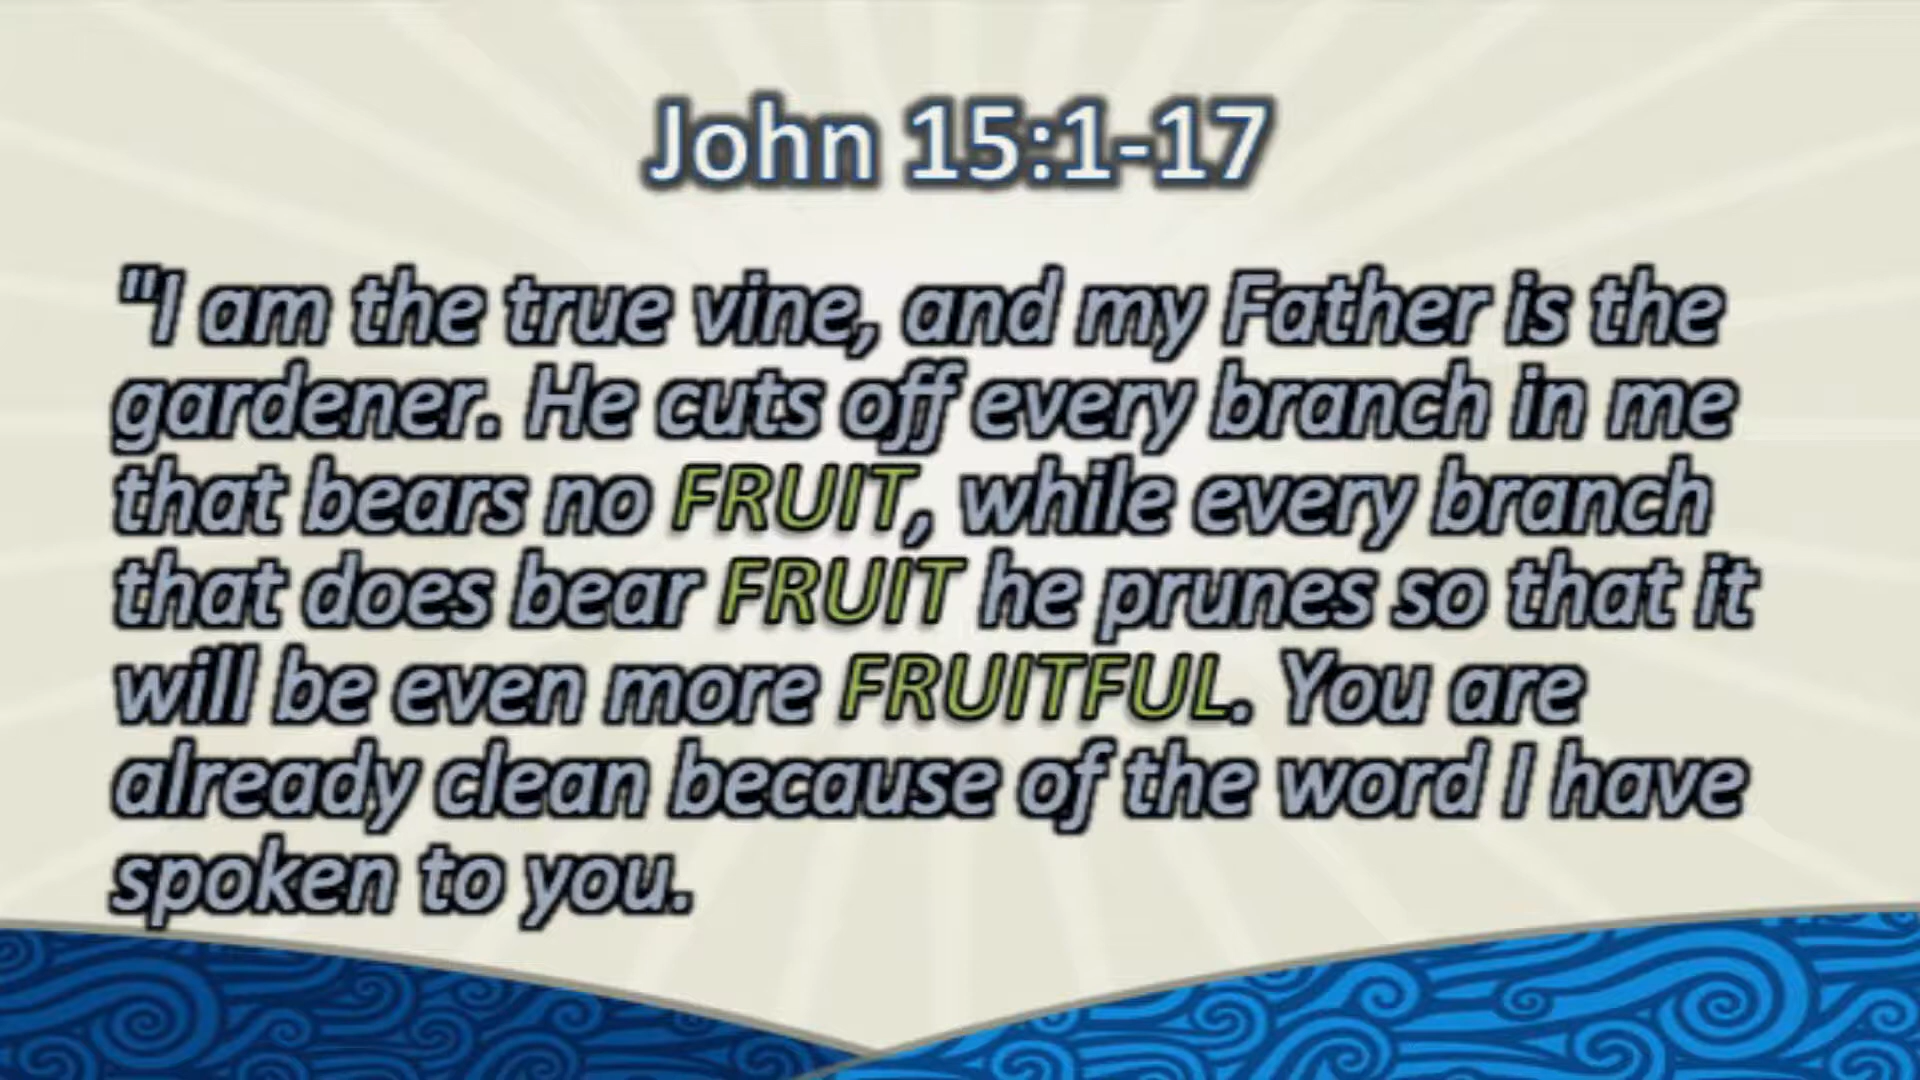 John 15:1-17
"I am the true vine, and my Father is the
gardener. He cuts off every branch in me
that bears no FRUIT, while every branch
that does bear FRUIT he prunes so that it
will be even more FRUITFUL. You are
already clean because of the word I have
spoken to you.